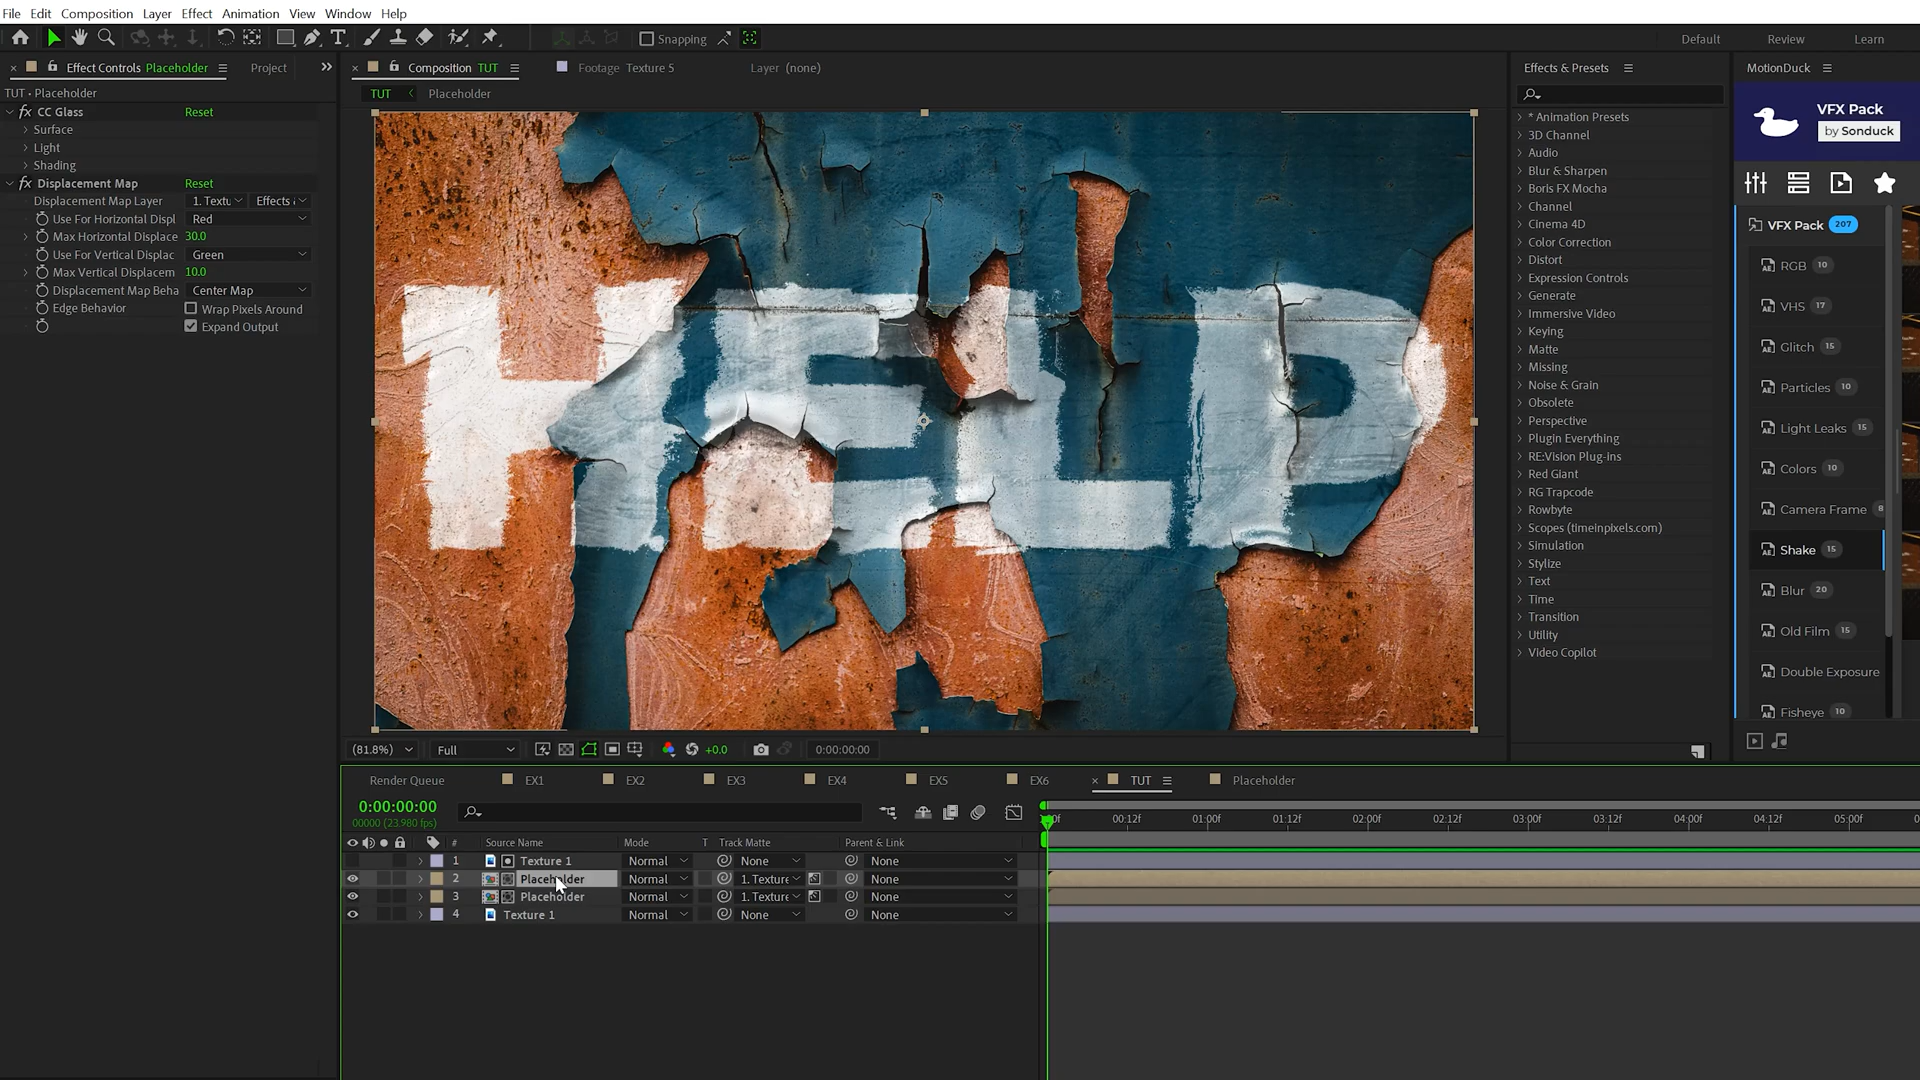 File Edit Composition Layer Effect Animation View Window Help
Snapping Default Review Learn
Effect Controls Placeholder Project
Composition TUT Footage Texture 5 Layer (none)
Effects & Presets
MotionDuck
TUT • Placeholder
TUT Placeholder
fx CC Glass Reset
Surface
Light
Shading
fx Displacement Map Reset
Displacement Map Layer 1. Textu Effects
Use For Horizontal Displ Red
Max Horizontal Displace 30.0
Use For Vertical Displac Green
Max Vertical Displacem 10.0
Displacement Map Beha Center Map
Edge Behavior Wrap Pixels Around
Expand Output
HELP
* Animation Presets
3D Channel
Audio
Blur & Sharpen
Boris FX Mocha
Channel
Cinema 4D
Color Correction
Distort
Expression Controls
Generate
Immersive Video
Keying
Matte
Missing
Noise & Grain
Obsolete
Perspective
Plugin Everything
RE:Vision Plug-ins
Red Giant
RG Trapcode
Rowbyte
Scopes (timeinpixels.com)
Simulation
Stylize
Text
Time
Transition
Utility
Video Copilot
VFX Pack
by Sonduck
VFX Pack 207
RGB 10
VHS 17
Glitch 15
Particles 10
Light Leaks 15
Colors 10
Camera Frame 8
Shake 15
Blur 20
Old Film 15
Double Exposure
Fisheye 10
(81.8%) Full +0.0 0:00:00:00
Render Queue EX1 EX2 EX3 EX4 EX5 EX6 TUT Placeholder
0:00:00:00
00000 (23.980 fps)
00:12f 01:00f 01:12f 02:00f 02:12f 03:00f 03:12f 04:00f 04:12f 05:00f
# Source Name Mode T Track Matte Parent & Link
1 Texture 1 Normal None None
2 Placeholder Normal 1. Texture None
3 Placeholder Normal 1. Texture None
4 Texture 1 Normal None None